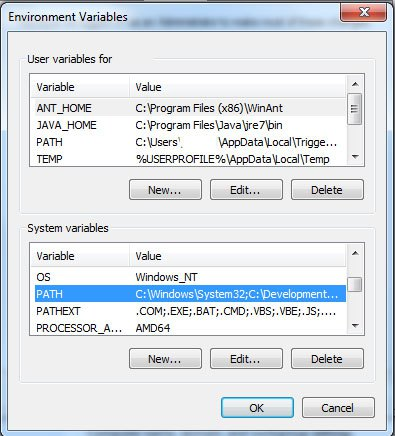 Environment Variables
User variables for
Variable Value
ANT_HOME C:\Program Files (x86)\WinAnt
JAVA_HOME C:\Program Files\Java\jre7\bin
PATH C:\Users\ \AppData\Local\Trigge...
TEMP %USERPROFILE%\AppData\Local\Temp
New... Edit... Delete
System variables
Variable Value
OS Windows_NT
PATH C:\Windows\System32;C:\Development...
PATHEXT .COM;.EXE;.BAT;.CMD;.VBS;.VBE;.JS;....
PROCESSOR_A... AMD64
New... Edit... Delete
OK Cancel